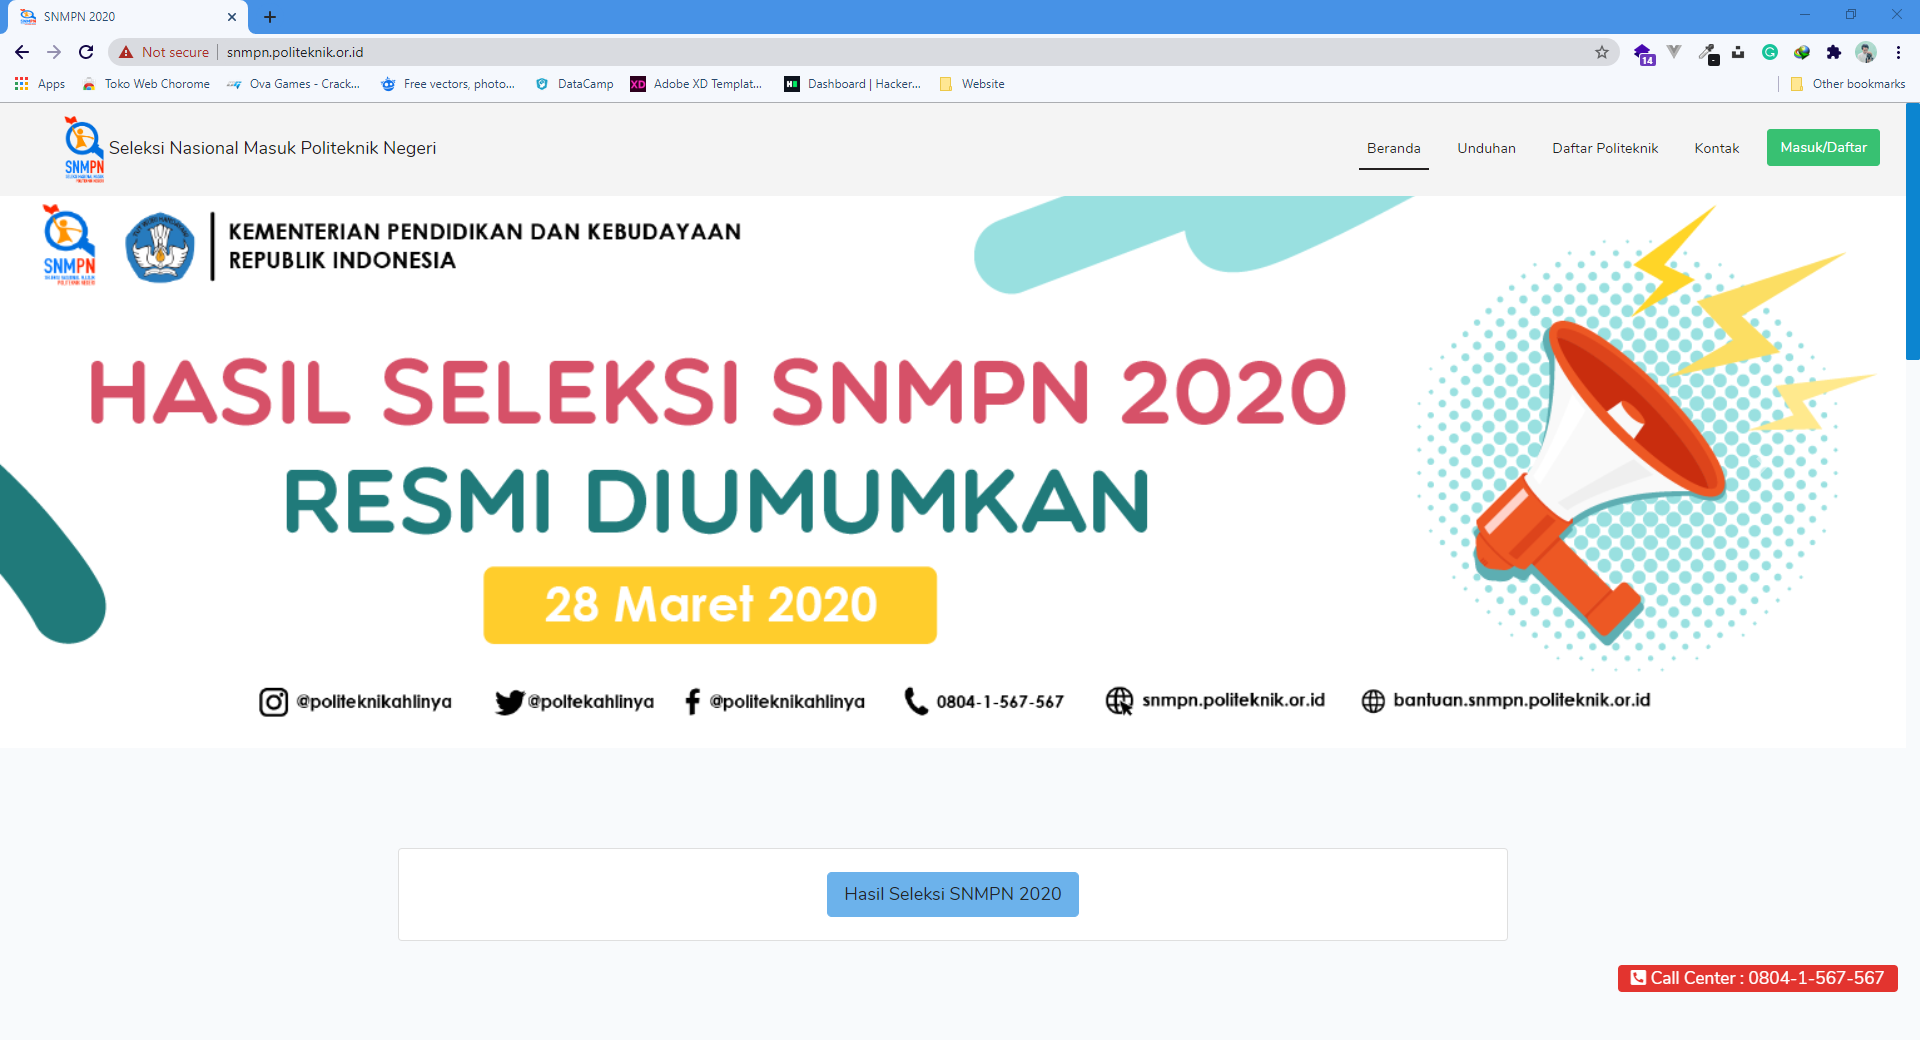 SNMPN 2020
Not secure
snmpn.politeknik.or.id
14
Apps
Toko Web Chorome
Ova Games - Crack...
Free vectors, photo...
XD
Adobe XD Templat...
DataCamp
Dashboard | Hacker...
Website
Other bookmarks
SNMPN
Seleksi Nasional Masuk Politeknik Negeri
Beranda
Unduhan
Daftar Politeknik
Kontak
Masuk/Daftar
SNMPN
KEMENTERIAN PENDIDIKAN DAN KEBUDAYAAN
REPUBLIK INDONESIA
HASIL SELEKSI SNMPN 2020
RESMI DIUMUMKAN
28 Maret 2020
@politeknikahlinya
@poltekahlinya
@politeknikahlinya
0804-1-567-567
snmpn.politeknik.or.id
bantuan.snmpn.politeknik.or.id
Hasil Seleksi SNMPN 2020
Call Center : 0804-1-567-567